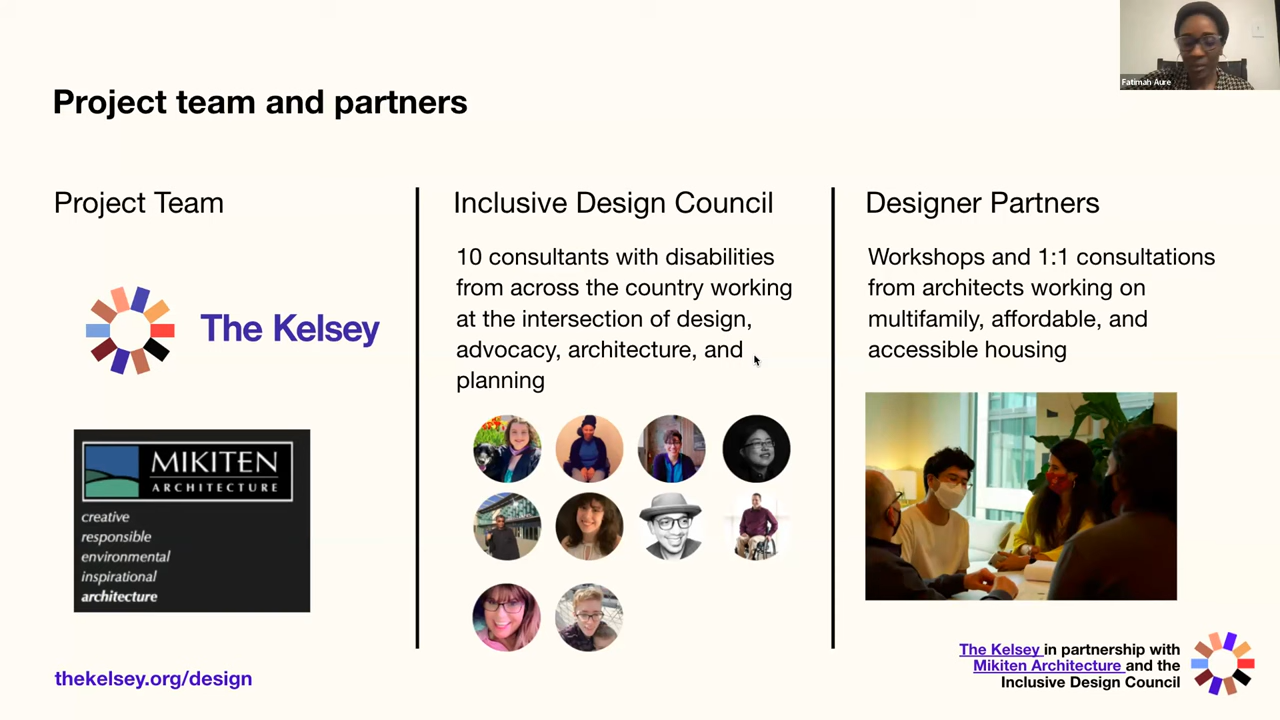 Fatimah Aure
Project team and partners
Project Team
The Kelsey
MIKITEN
ARCHITECTURE
creative
responsible
environmental
inspirational
architecture
Inclusive Design Council
10 consultants with disabilities
from across the country working
at the intersection of design,
advocacy, architecture, and
planning
Designer Partners
Workshops and 1:1 consultations
from architects working on
multifamily, affordable, and
accessible housing
thekelsey.org/design
The Kelsey in partnership with
Mikiten Architecture and the
Inclusive Design Council